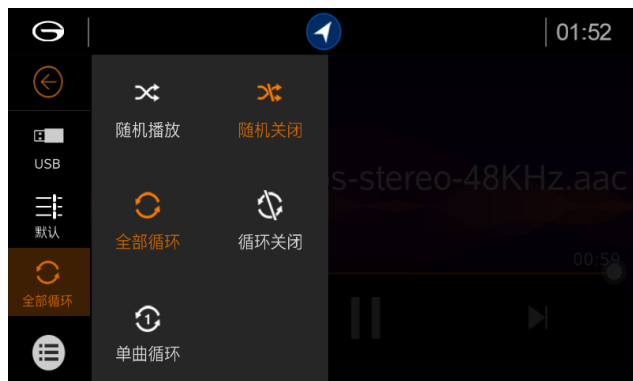 01:52
USB
默认
全部循环
随机播放
随机关闭
全部循环
循环关闭
1
单曲循环
s-stereo-48KHz.aac
00:59